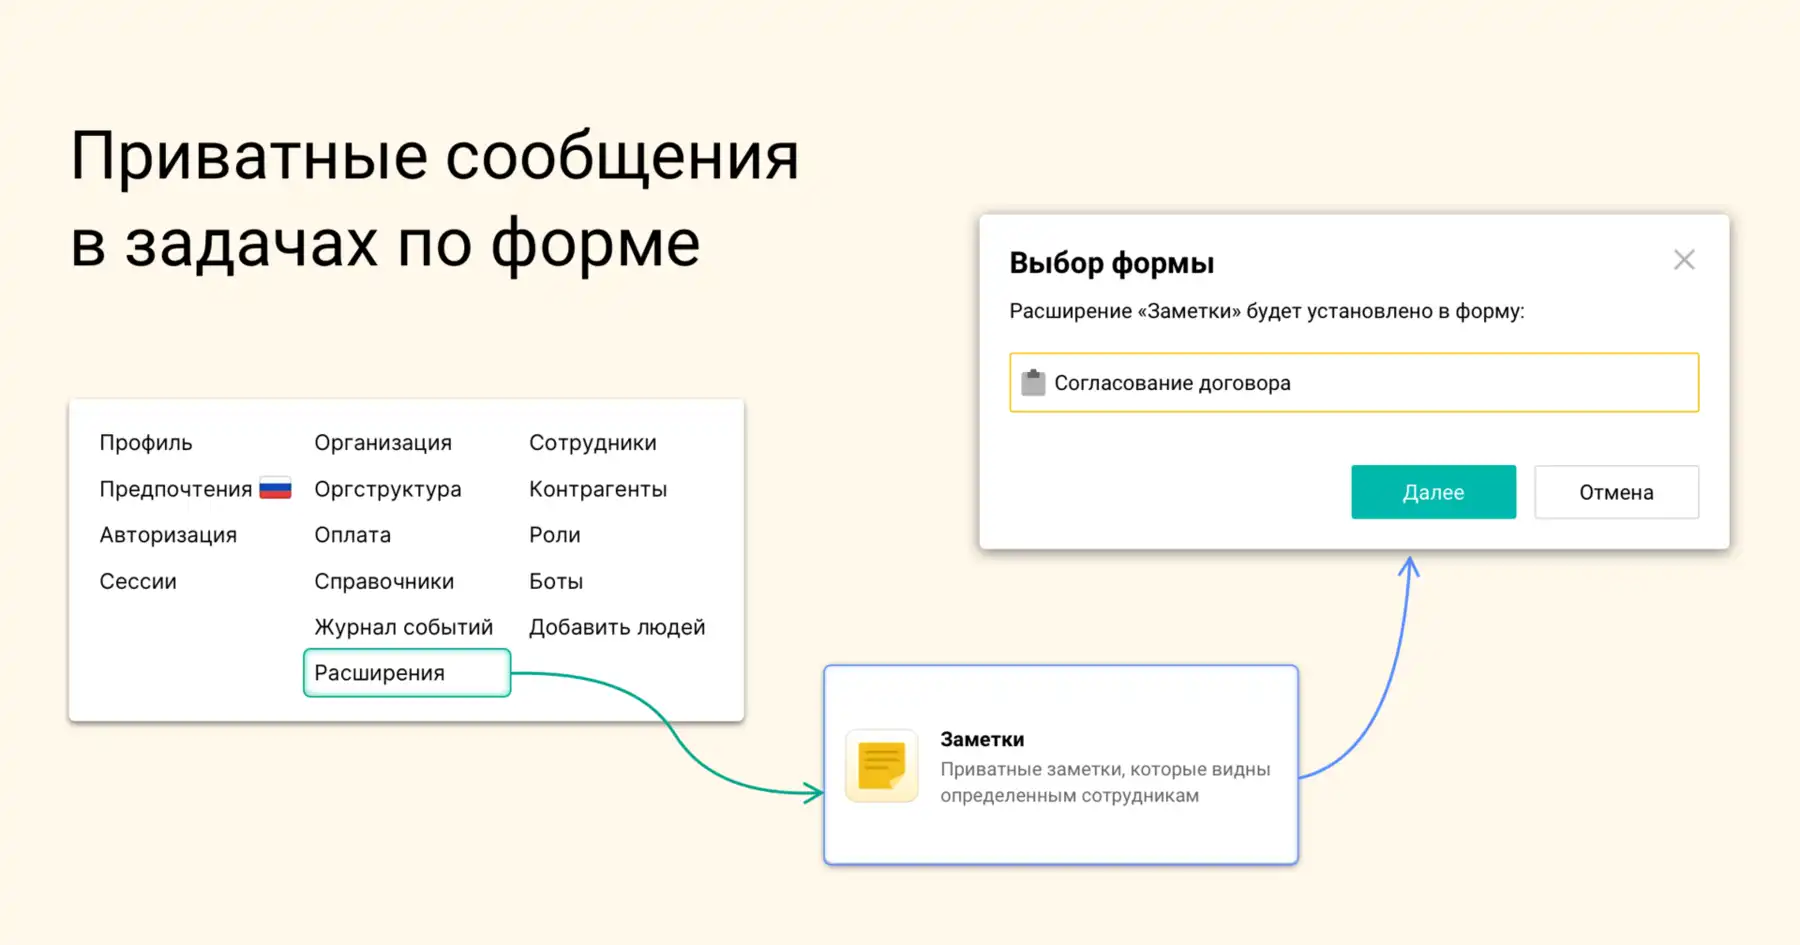 Приватные сообщения
в задачах по форме
Профиль
Предпочтения
Авторизация
Сессии
Организация
Оргструктура
Оплата
Справочники
Журнал событий
Расширения
Сотрудники
Контрагенты
Роли
Боты
Добавить людей
Заметки
Приватные заметки, которые видны
определенным сотрудникам
Выбор формы
Расширение «Заметки» будет установлено в форму:
Согласование договора
Далее
Отмена